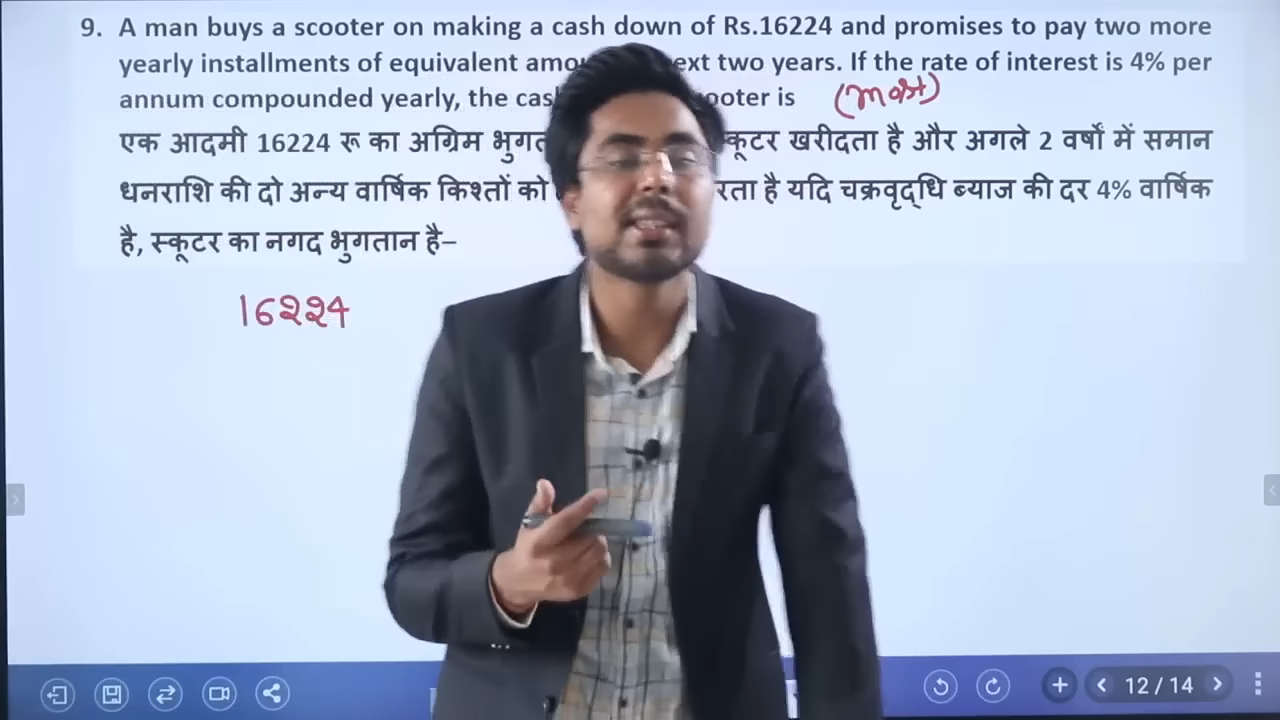 9. A man buys a scooter on making a cash down of Rs.16224 and promises to pay two more
yearly installments of equivalent ext two years. If the rate of interest is 4% per
annum compounded yearly, the ooter is (most)
एक आदमी 16224 रू का अग्रिम कूटर खरीदता है और अगले 2 वर्षों में समान
धनराशि की दो अन्य वार्षिक किश्तों को रता है यदि चक्रवृद्धि ब्याज की दर 4% वार्षिक
है, स्कूटर का नगद भुगतान है–
16224
12 / 14